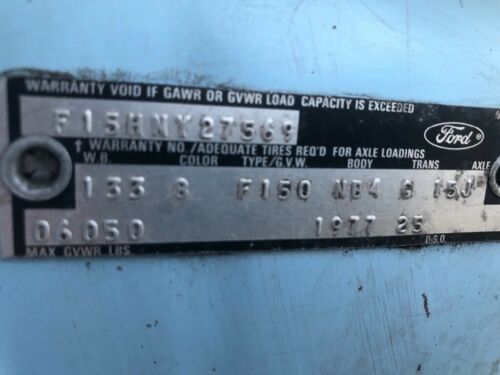 WARRANTY VOID IF GAWR OR GVWR LOAD CAPACITY IS EXCEEDED
F15HNY27569
Ford
↑ WARRANTY NO./ADEQUATE TIRES REQ'D FOR AXLE LOADINGS
W.B. COLOR TYPE/G.V.W. BODY TRANS AXLE
133 3 F150 NB4 G 15J
06050 1977 25
MAX GVWR LBS D.S.O.